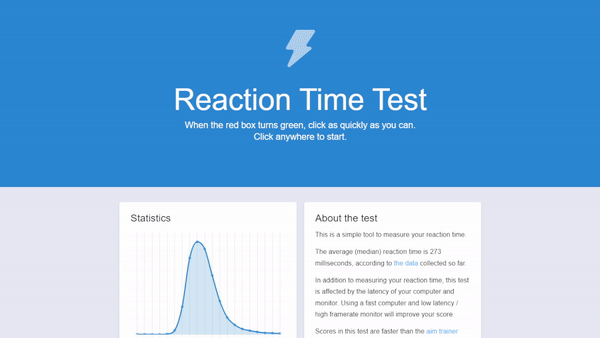 Reaction Time Test
When the red box turns green, click as quickly as you can.
Click anywhere to start.
Statistics
About the test
This is a simple tool to measure your reaction time.
The average (median) reaction time is 273
milliseconds, according to the data collected so far.
In addition to measuring your reaction time, this test
is affected by the latency of your computer and
monitor. Using a fast computer and low latency /
high framerate monitor will improve your score.
Scores in this test are faster than the aim trainer